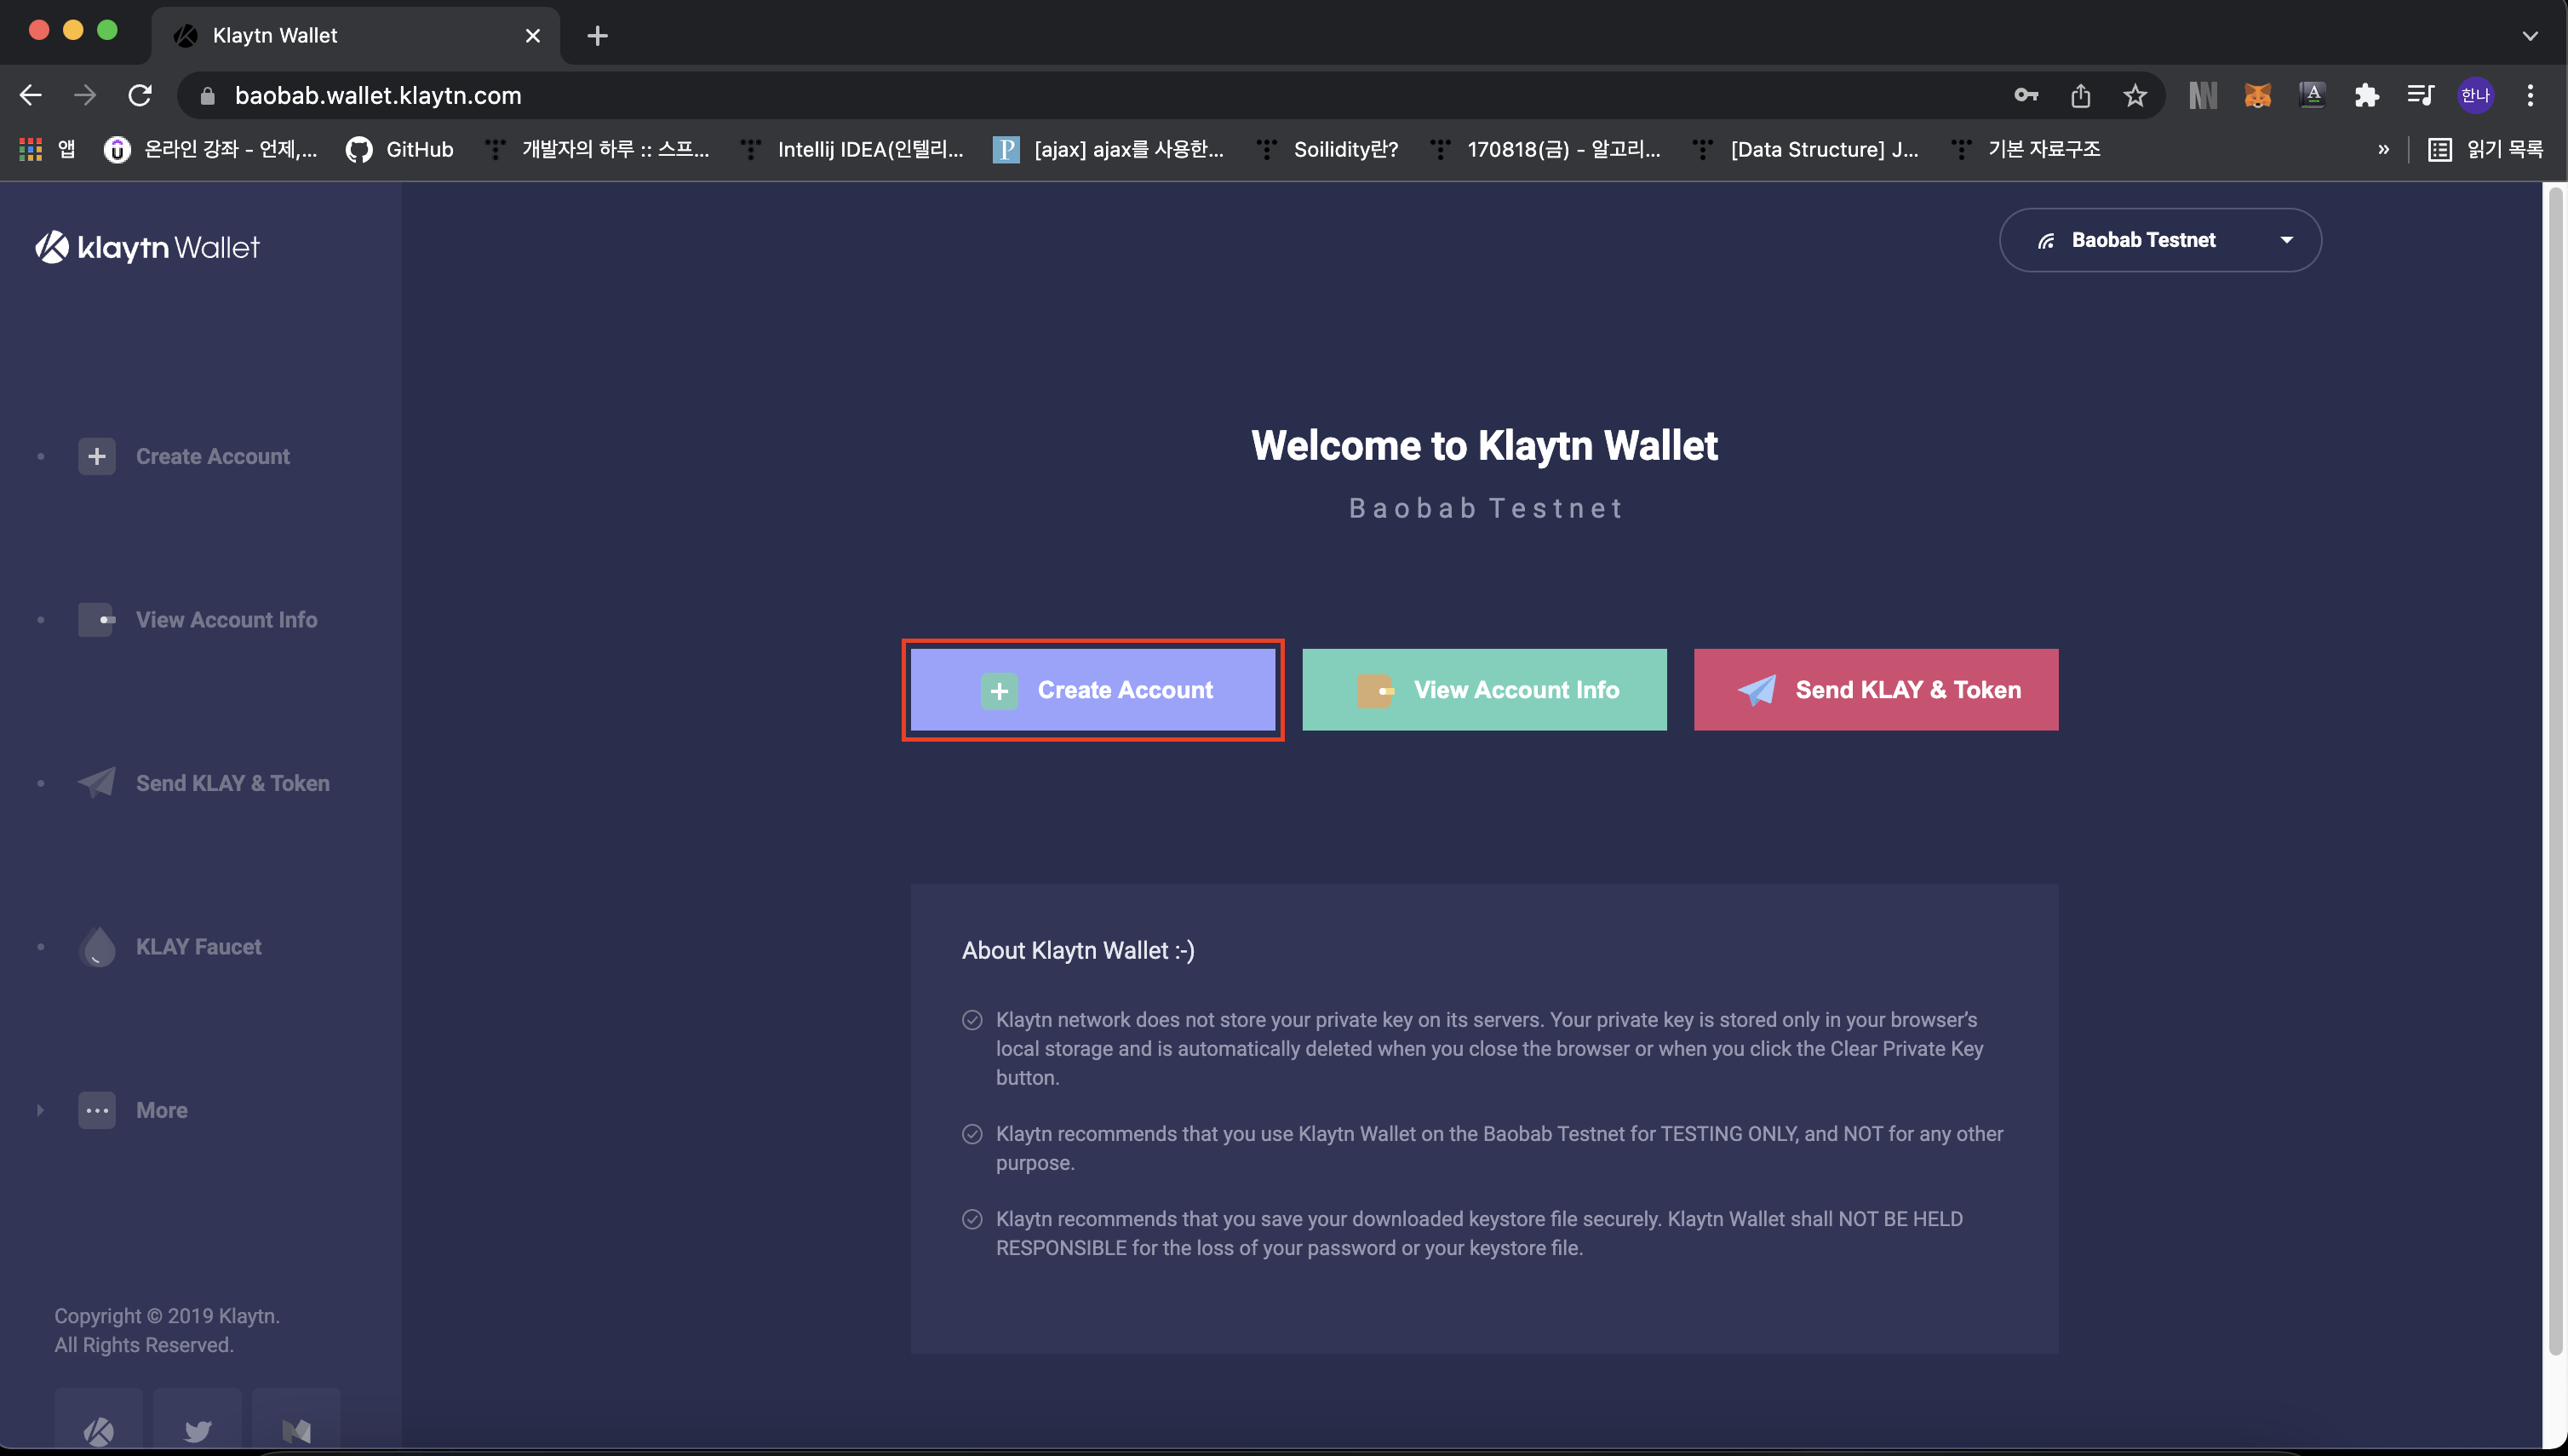 Klaytn Wallet
baobab.wallet.klaytn.com
한나
앱
온라인 강좌 - 언제,...
GitHub
개발자의 하루 :: 스프...
Intellij IDEA(인텔리...
[ajax] ajax를 사용한...
Soilidity란?
170818(금) - 알고리...
[Data Structure] J...
기본 자료구조
»
읽기 목록
klaytn Wallet
Baobab Testnet
Create Account
View Account Info
Send KLAY & Token
KLAY Faucet
More
Copyright © 2019 Klaytn.
All Rights Reserved.
Welcome to Klaytn Wallet
Baobab Testnet
Create Account
View Account Info
Send KLAY & Token
About Klaytn Wallet :-)
Klaytn network does not store your private key on its servers. Your private key is stored only in your browser’s
local storage and is automatically deleted when you close the browser or when you click the Clear Private Key
button.
Klaytn recommends that you use Klaytn Wallet on the Baobab Testnet for TESTING ONLY, and NOT for any other
purpose.
Klaytn recommends that you save your downloaded keystore file securely. Klaytn Wallet shall NOT BE HELD
RESPONSIBLE for the loss of your password or your keystore file.